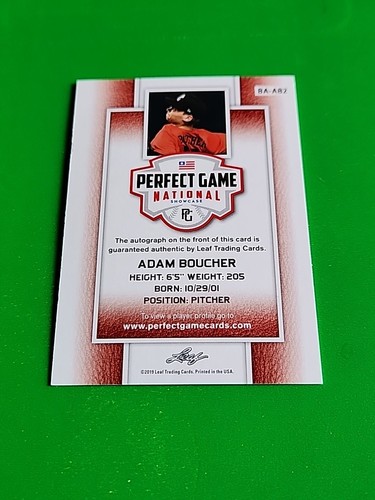 BA-AB2
PERFECT GAME
NATIONAL
SHOWCASE
PG
The autograph on the front of this card is
guaranteed authentic by Leaf Trading Cards.
ADAM BOUCHER
HEIGHT: 6'5" WEIGHT: 205
BORN: 10/29/01
POSITION: PITCHER
To view a player profile go to
www.perfectgamecards.com
Leaf
©2019 Leaf Trading Cards. Printed in the USA.